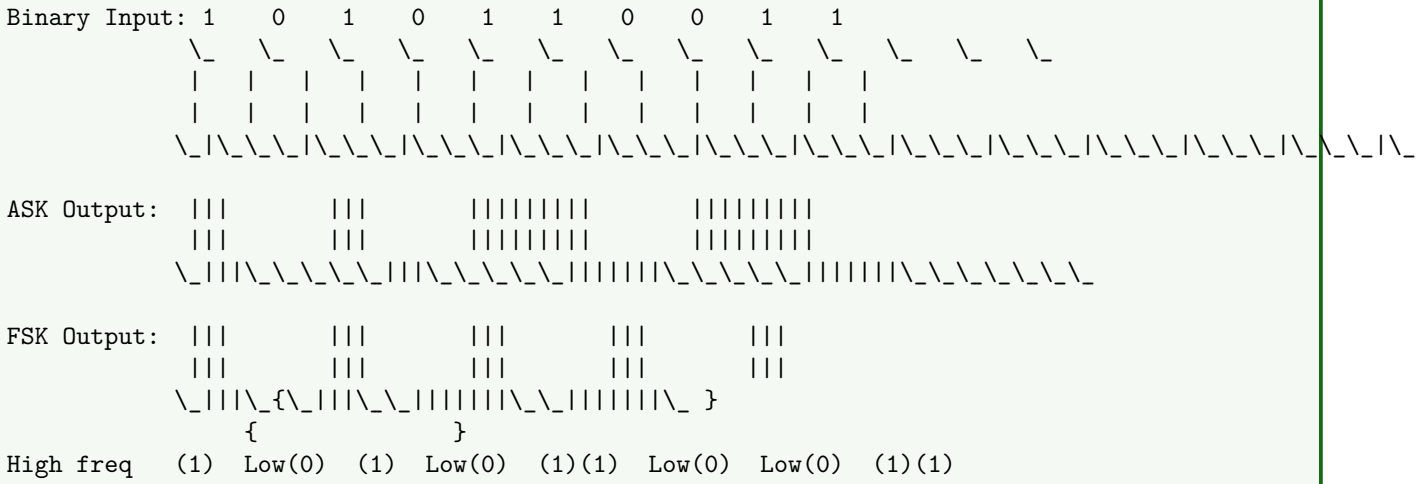 Binary Input: 1    0    1    0    1    1    0    0    1    1
             \_   \_   \_   \_   \_   \_   \_   \_   \_   \_   \_   \_   \_
             |   |   |   |   |   |   |   |   |   |   |   |   |
             |   |   |   |   |   |   |   |   |   |   |   |   |
            \_|\_\_\_|\_\_\_|\_\_\_|\_\_\_|\_\_\_|\_\_\_|\_\_\_|\_\_\_|\_\_\_|\_\_\_|\_\_\_|\_\_\_|\_
ASK Output:  |||       |||       |||||||||       |||||||||
             |||       |||       |||||||||       |||||||||
            \_|||\_\_\_\_\_|||\_\_\_\_\_|||||||\_\_\_\_\_|||||||\_\_\_\_\_\_\_
FSK Output:  |||       |||       |||       |||       |||
             |||       |||       |||       |||       |||
            \_|||\_{\_|||\_\_|||||||\_\_|||||||\_ }
                 {              }
High freq   (1)  Low(0)  (1)  Low(0)  (1)(1)  Low(0)  Low(0)  (1)(1)